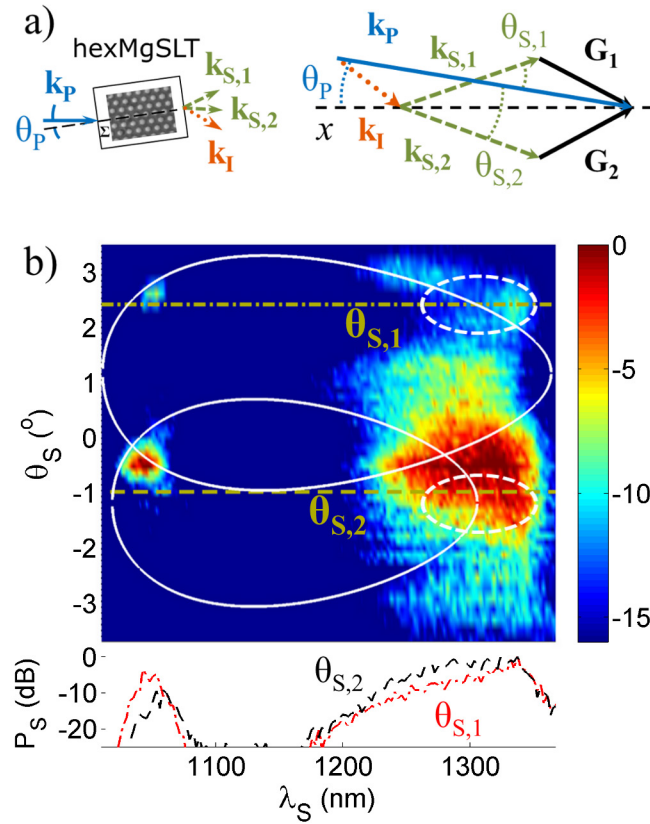 a)
hexMgSLT
k_P
θ_P
Σ
k_S,1
k_S,2
k_I
k_P
k_S,1
θ_S,1
G_1
θ_P
x
k_I
k_S,2
θ_S,2
G_2
b)
θ_S (°)
3
2
1
0
-1
-2
-3
θ_S,1
θ_S,2
0
-5
-10
-15
P_S (dB)
0
-10
-20
θ_S,2
θ_S,1
1100 1200 1300
λ_S (nm)